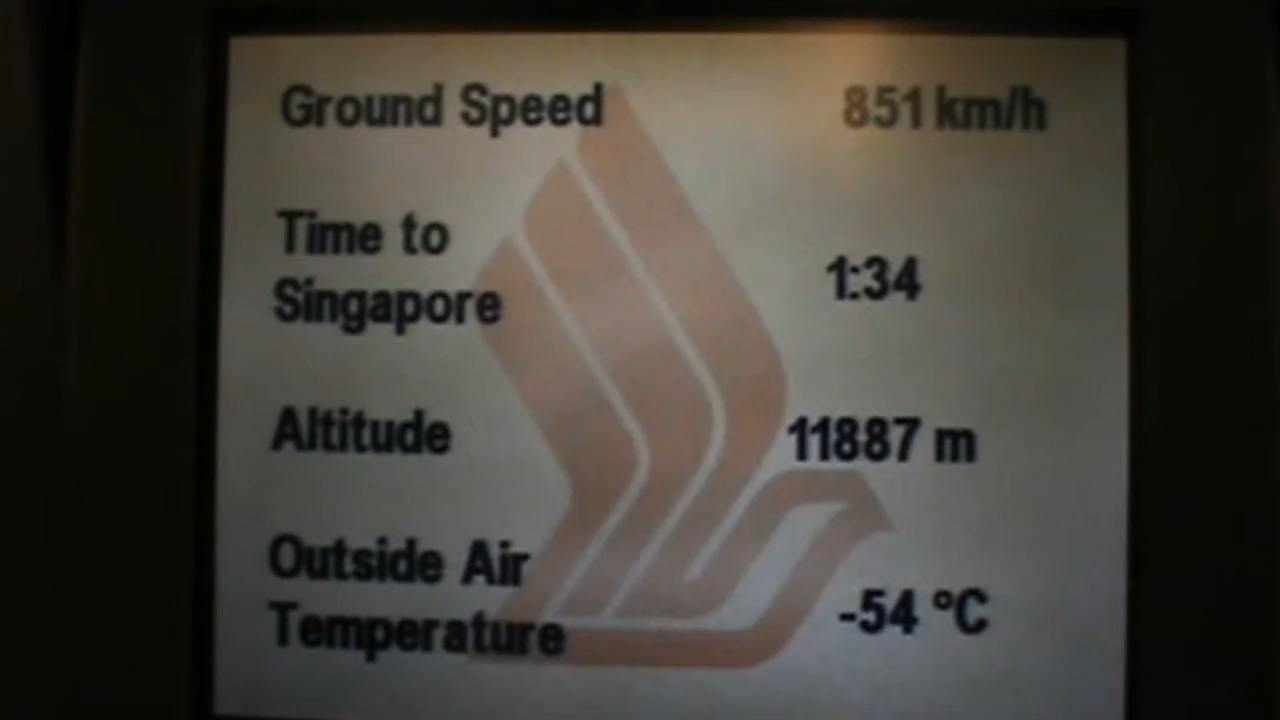 Ground Speed 851 km/h
Time to
Singapore 1:34
Altitude 11887 m
Outside Air
Temperature -54 °C